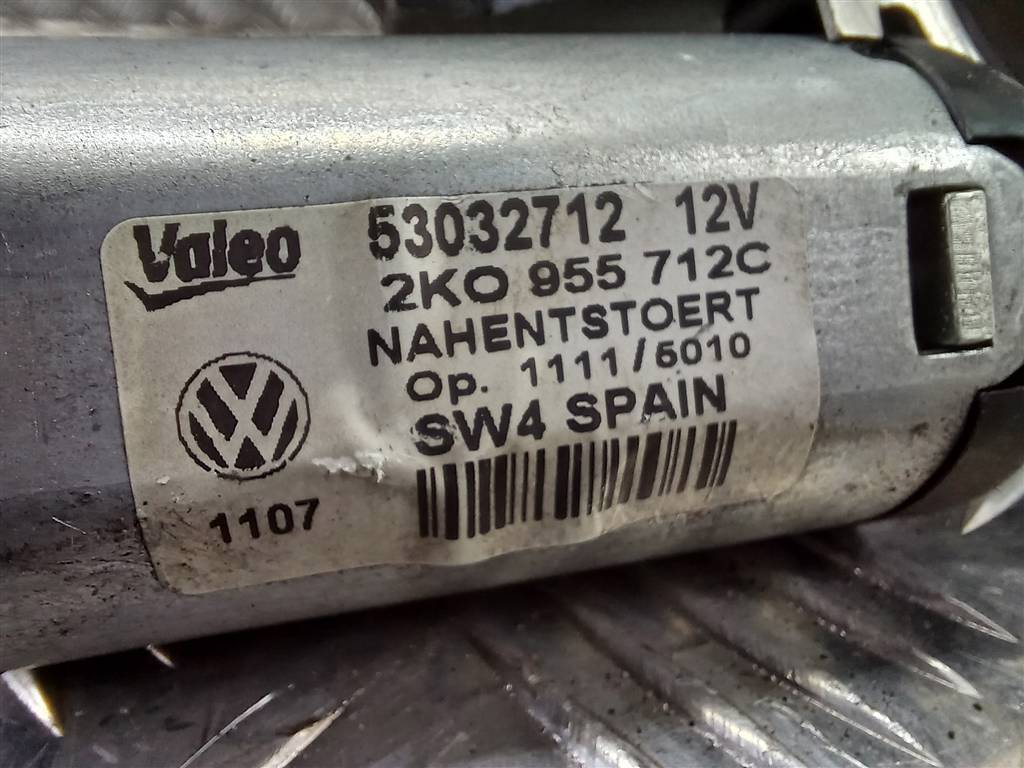 Valeo
53032712 12V
2KO 955 712C
NAHENTSTOERT
Op. 1111/5010
SW4 SPAIN
1107